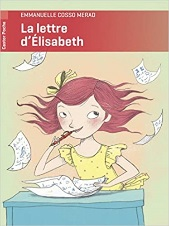 EMMANUELLE COSSO MERAD
La lettre
d'Élisabeth
Castor Poche